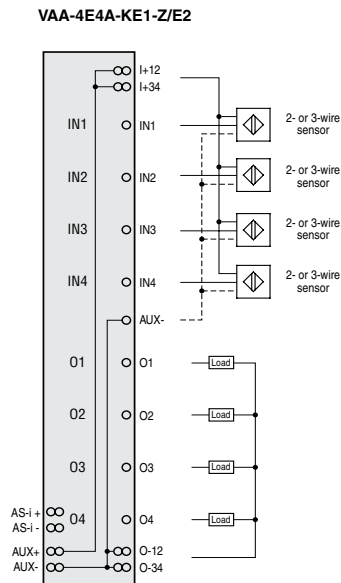 VAA-4E4A-KE1-Z/E2
I+12
I+34
IN1 IN1 2- or 3-wire
sensor
IN2 IN2 2- or 3-wire
sensor
IN3 IN3 2- or 3-wire
sensor
IN4 IN4 2- or 3-wire
sensor
AUX-
O1 O1 Load
O2 O2 Load
O3 O3 Load
O4 O4 Load
AS-i +
AS-i -
AUX+ O-12
AUX- O-34